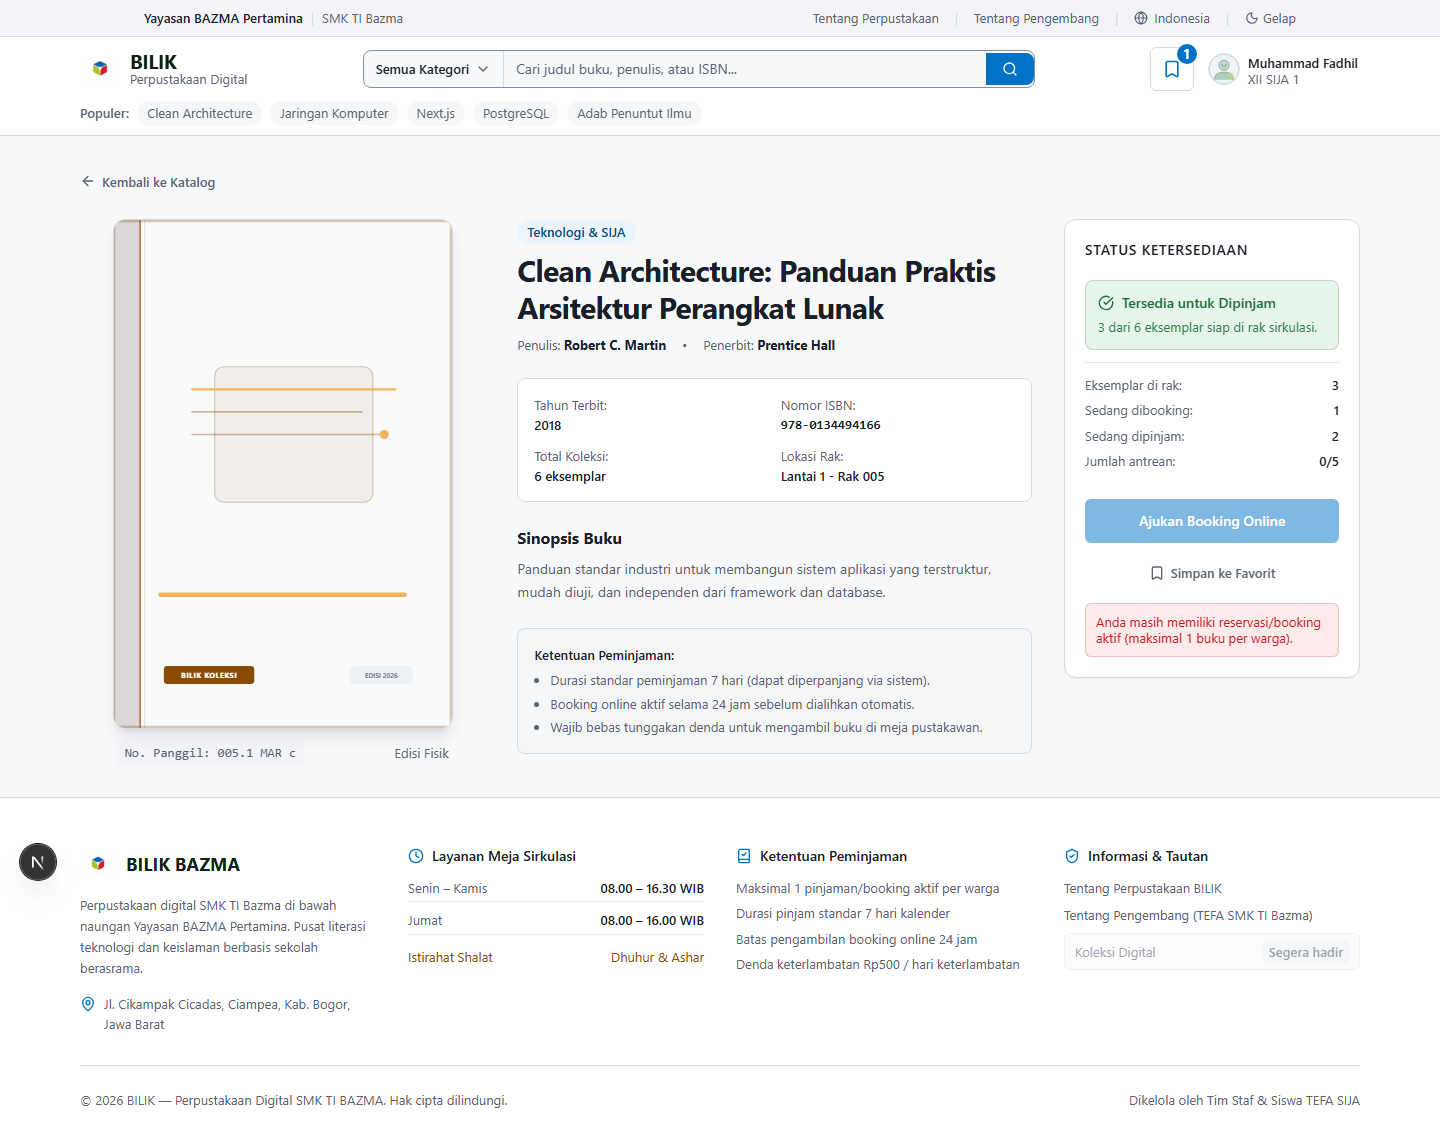 Yayasan BAZMA Pertamina | SMK TI Bazma
Tentang Perpustakaan | Tentang Pengembang | Indonesia | Gelap
BILIK
Perpustakaan Digital
Semua Kategori
Cari judul buku, penulis, atau ISBN...
1
Muhammad Fadhil
XII SIJA 1
Populer: Clean Architecture Jaringan Komputer Next.js PostgreSQL Adab Penuntut Ilmu
Kembali ke Katalog
BILIK KOLEKSI
EDISI 2026
No. Panggil: 005.1 MAR c
Edisi Fisik
Teknologi & SIJA
Clean Architecture: Panduan Praktis
Arsitektur Perangkat Lunak
Penulis: Robert C. Martin • Penerbit: Prentice Hall
Tahun Terbit:
2018
Nomor ISBN:
978-0134494166
Total Koleksi:
6 eksemplar
Lokasi Rak:
Lantai 1 - Rak 005
Sinopsis Buku
Panduan standar industri untuk membangun sistem aplikasi yang terstruktur,
mudah diuji, dan independen dari framework dan database.
Ketentuan Peminjaman:
• Durasi standar peminjaman 7 hari (dapat diperpanjang via sistem).
• Booking online aktif selama 24 jam sebelum dialihkan otomatis.
• Wajib bebas tunggakan denda untuk mengambil buku di meja pustakawan.
STATUS KETERSEDIAAN
Tersedia untuk Dipinjam
3 dari 6 eksemplar siap di rak sirkulasi.
Eksemplar di rak: 3
Sedang dibooking: 1
Sedang dipinjam: 2
Jumlah antrean: 0/5
Ajukan Booking Online
Simpan ke Favorit
Anda masih memiliki reservasi/booking
aktif (maksimal 1 buku per warga).
N
BILIK BAZMA
Perpustakaan digital SMK TI Bazma di bawah
naungan Yayasan BAZMA Pertamina. Pusat literasi
teknologi dan keislaman berbasis sekolah
berasrama.
Jl. Cikampak Cicadas, Ciampea, Kab. Bogor,
Jawa Barat
Layanan Meja Sirkulasi
Senin – Kamis 08.00 – 16.30 WIB
Jumat 08.00 – 16.00 WIB
Istirahat Shalat Dhuhur & Ashar
Ketentuan Peminjaman
Maksimal 1 pinjaman/booking aktif per warga
Durasi pinjam standar 7 hari kalender
Batas pengambilan booking online 24 jam
Denda keterlambatan Rp500 / hari keterlambatan
Informasi & Tautan
Tentang Perpustakaan BILIK
Tentang Pengembang (TEFA SMK TI Bazma)
Koleksi Digital Segera hadir
© 2026 BILIK — Perpustakaan Digital SMK TI BAZMA. Hak cipta dilindungi.
Dikelola oleh Tim Staf & Siswa TEFA SIJA